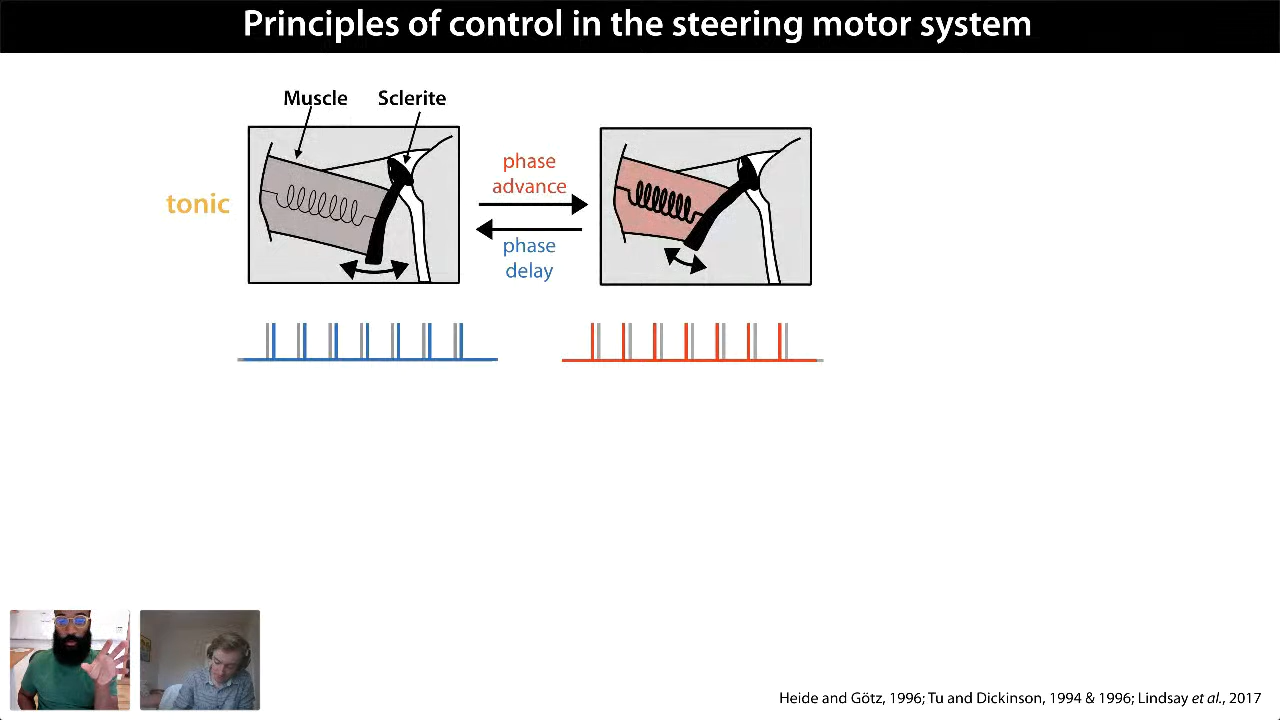 Principles of control in the steering motor system
Muscle Sclerite
tonic
phase
advance
phase
delay
Heide and Götz, 1996; Tu and Dickinson, 1994 & 1996; Lindsay et al., 2017